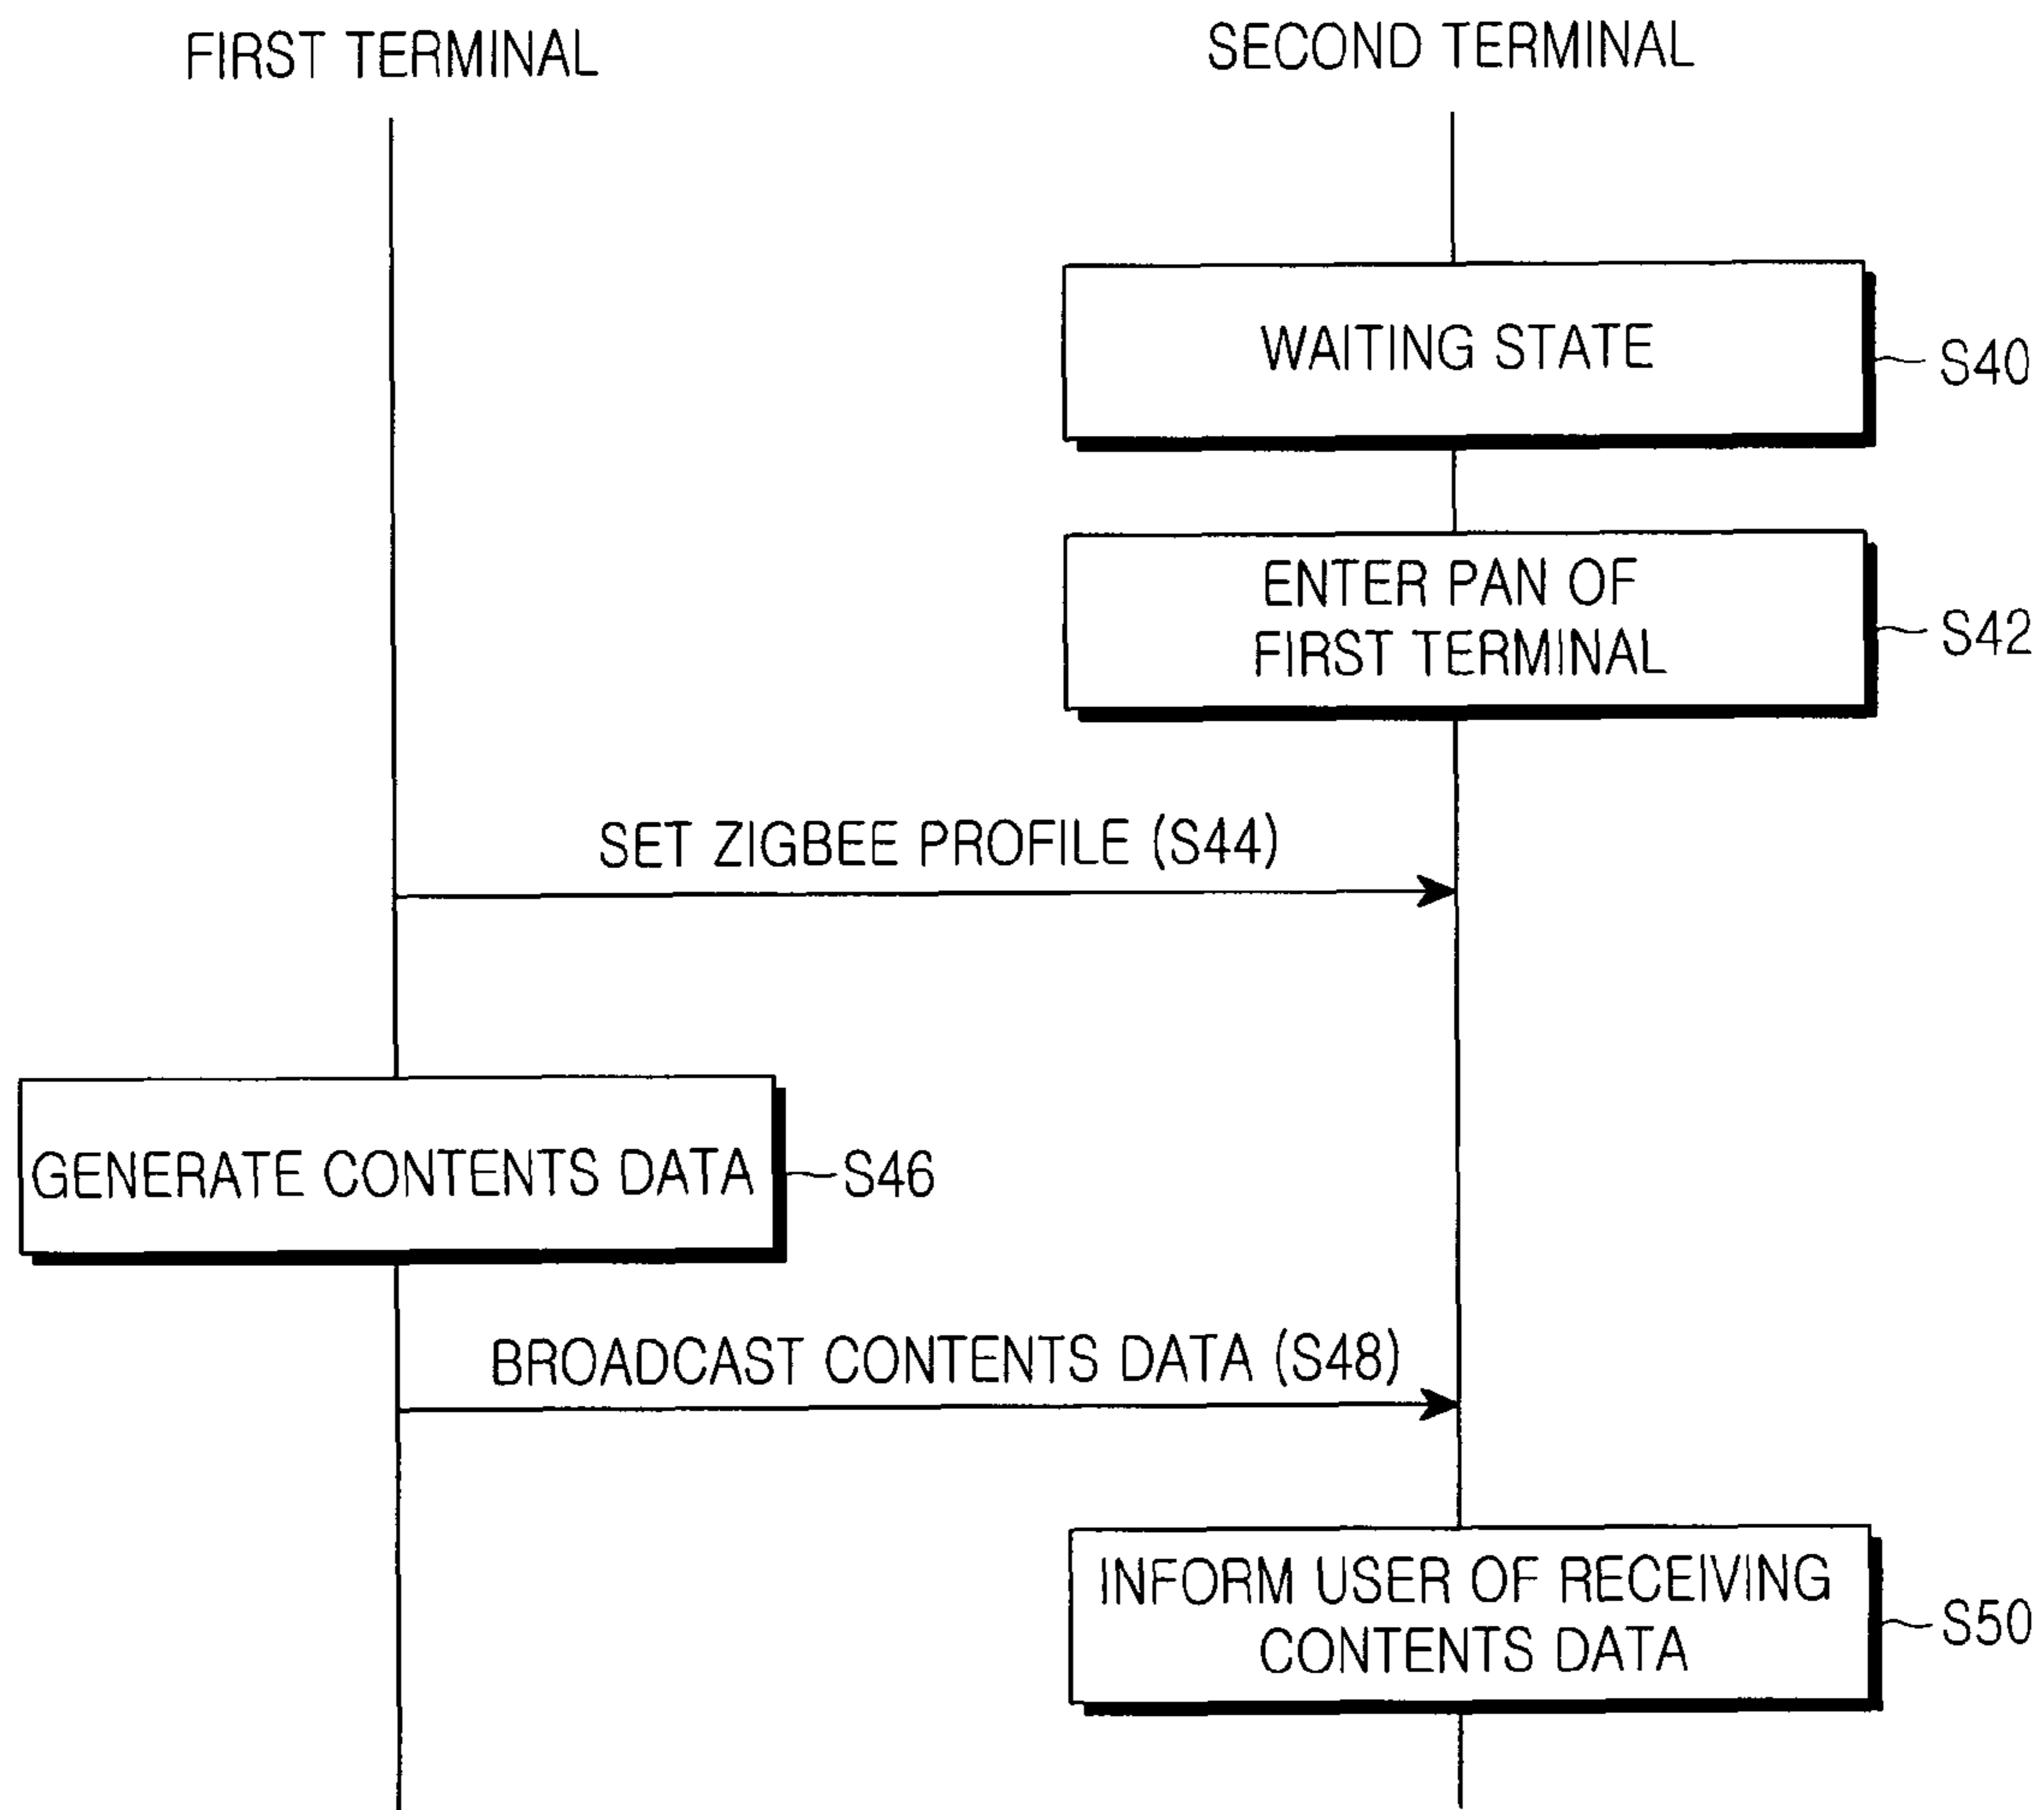 FIRST TERMINAL
SECOND TERMINAL
WAITING STATE
S40
ENTER PAN OF
FIRST TERMINAL
S42
SET ZIGBEE PROFILE (S44)
GENERATE CONTENTS DATA
S46
BROADCAST CONTENTS DATA (S48)
INFORM USER OF RECEIVING
CONTENTS DATA
S50